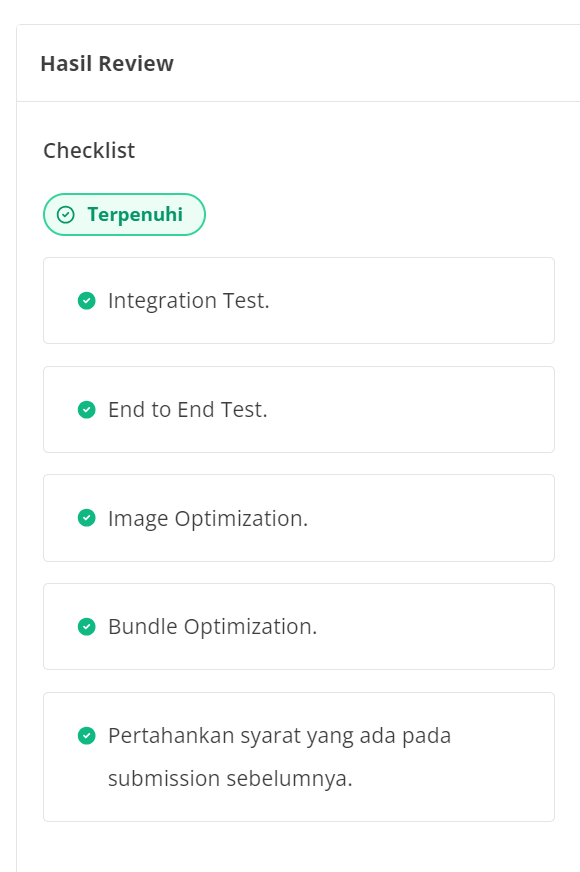 Hasil Review
Checklist
Terpenuhi
Integration Test.
End to End Test.
Image Optimization.
Bundle Optimization.
Pertahankan syarat yang ada pada
submission sebelumnya.